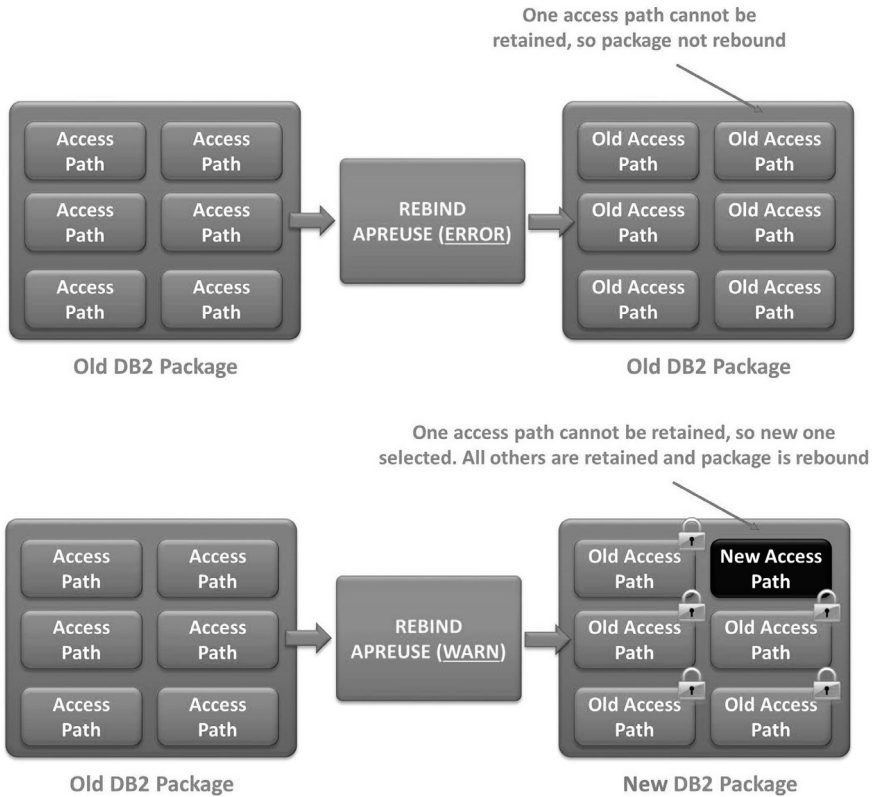 One access path cannot be
retained, so package not rebound
Access
Path
Access
Path
Access
Path
Access
Path
Access
Path
Access
Path
Old DB2 Package
REBIND
APREUSE (ERROR)
Old Access
Path
Old Access
Path
Old Access
Path
Old Access
Path
Old Access
Path
Old Access
Path
Old DB2 Package
One access path cannot be retained, so new one
selected. All others are retained and package is rebound
Access
Path
Access
Path
Access
Path
Access
Path
Access
Path
Access
Path
Old DB2 Package
REBIND
APREUSE (WARN)
Old Access
Path
New Access
Path
Old Access
Path
Old Access
Path
Old Access
Path
Old Access
Path
New DB2 Package